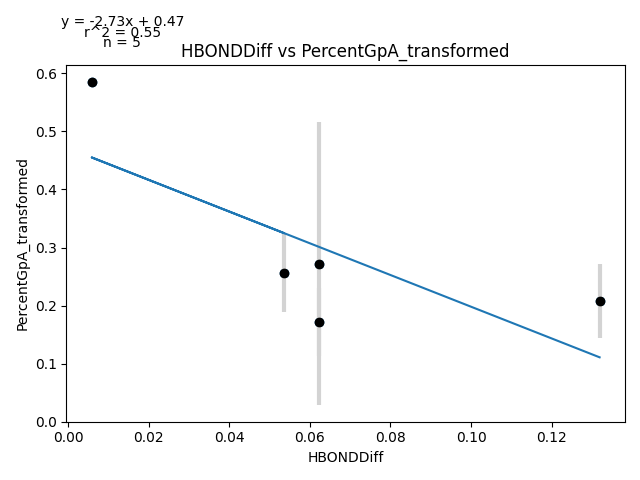 y = -2.73x + 0.47
r^2 = 0.55
n = 5
HBONDDiff vs PercentGpA_transformed
PercentGpA_transformed
0.6
0.5
0.4
0.3
0.2
0.1
0.0
0.00 0.02 0.04 0.06 0.08 0.10 0.12
HBONDDiff